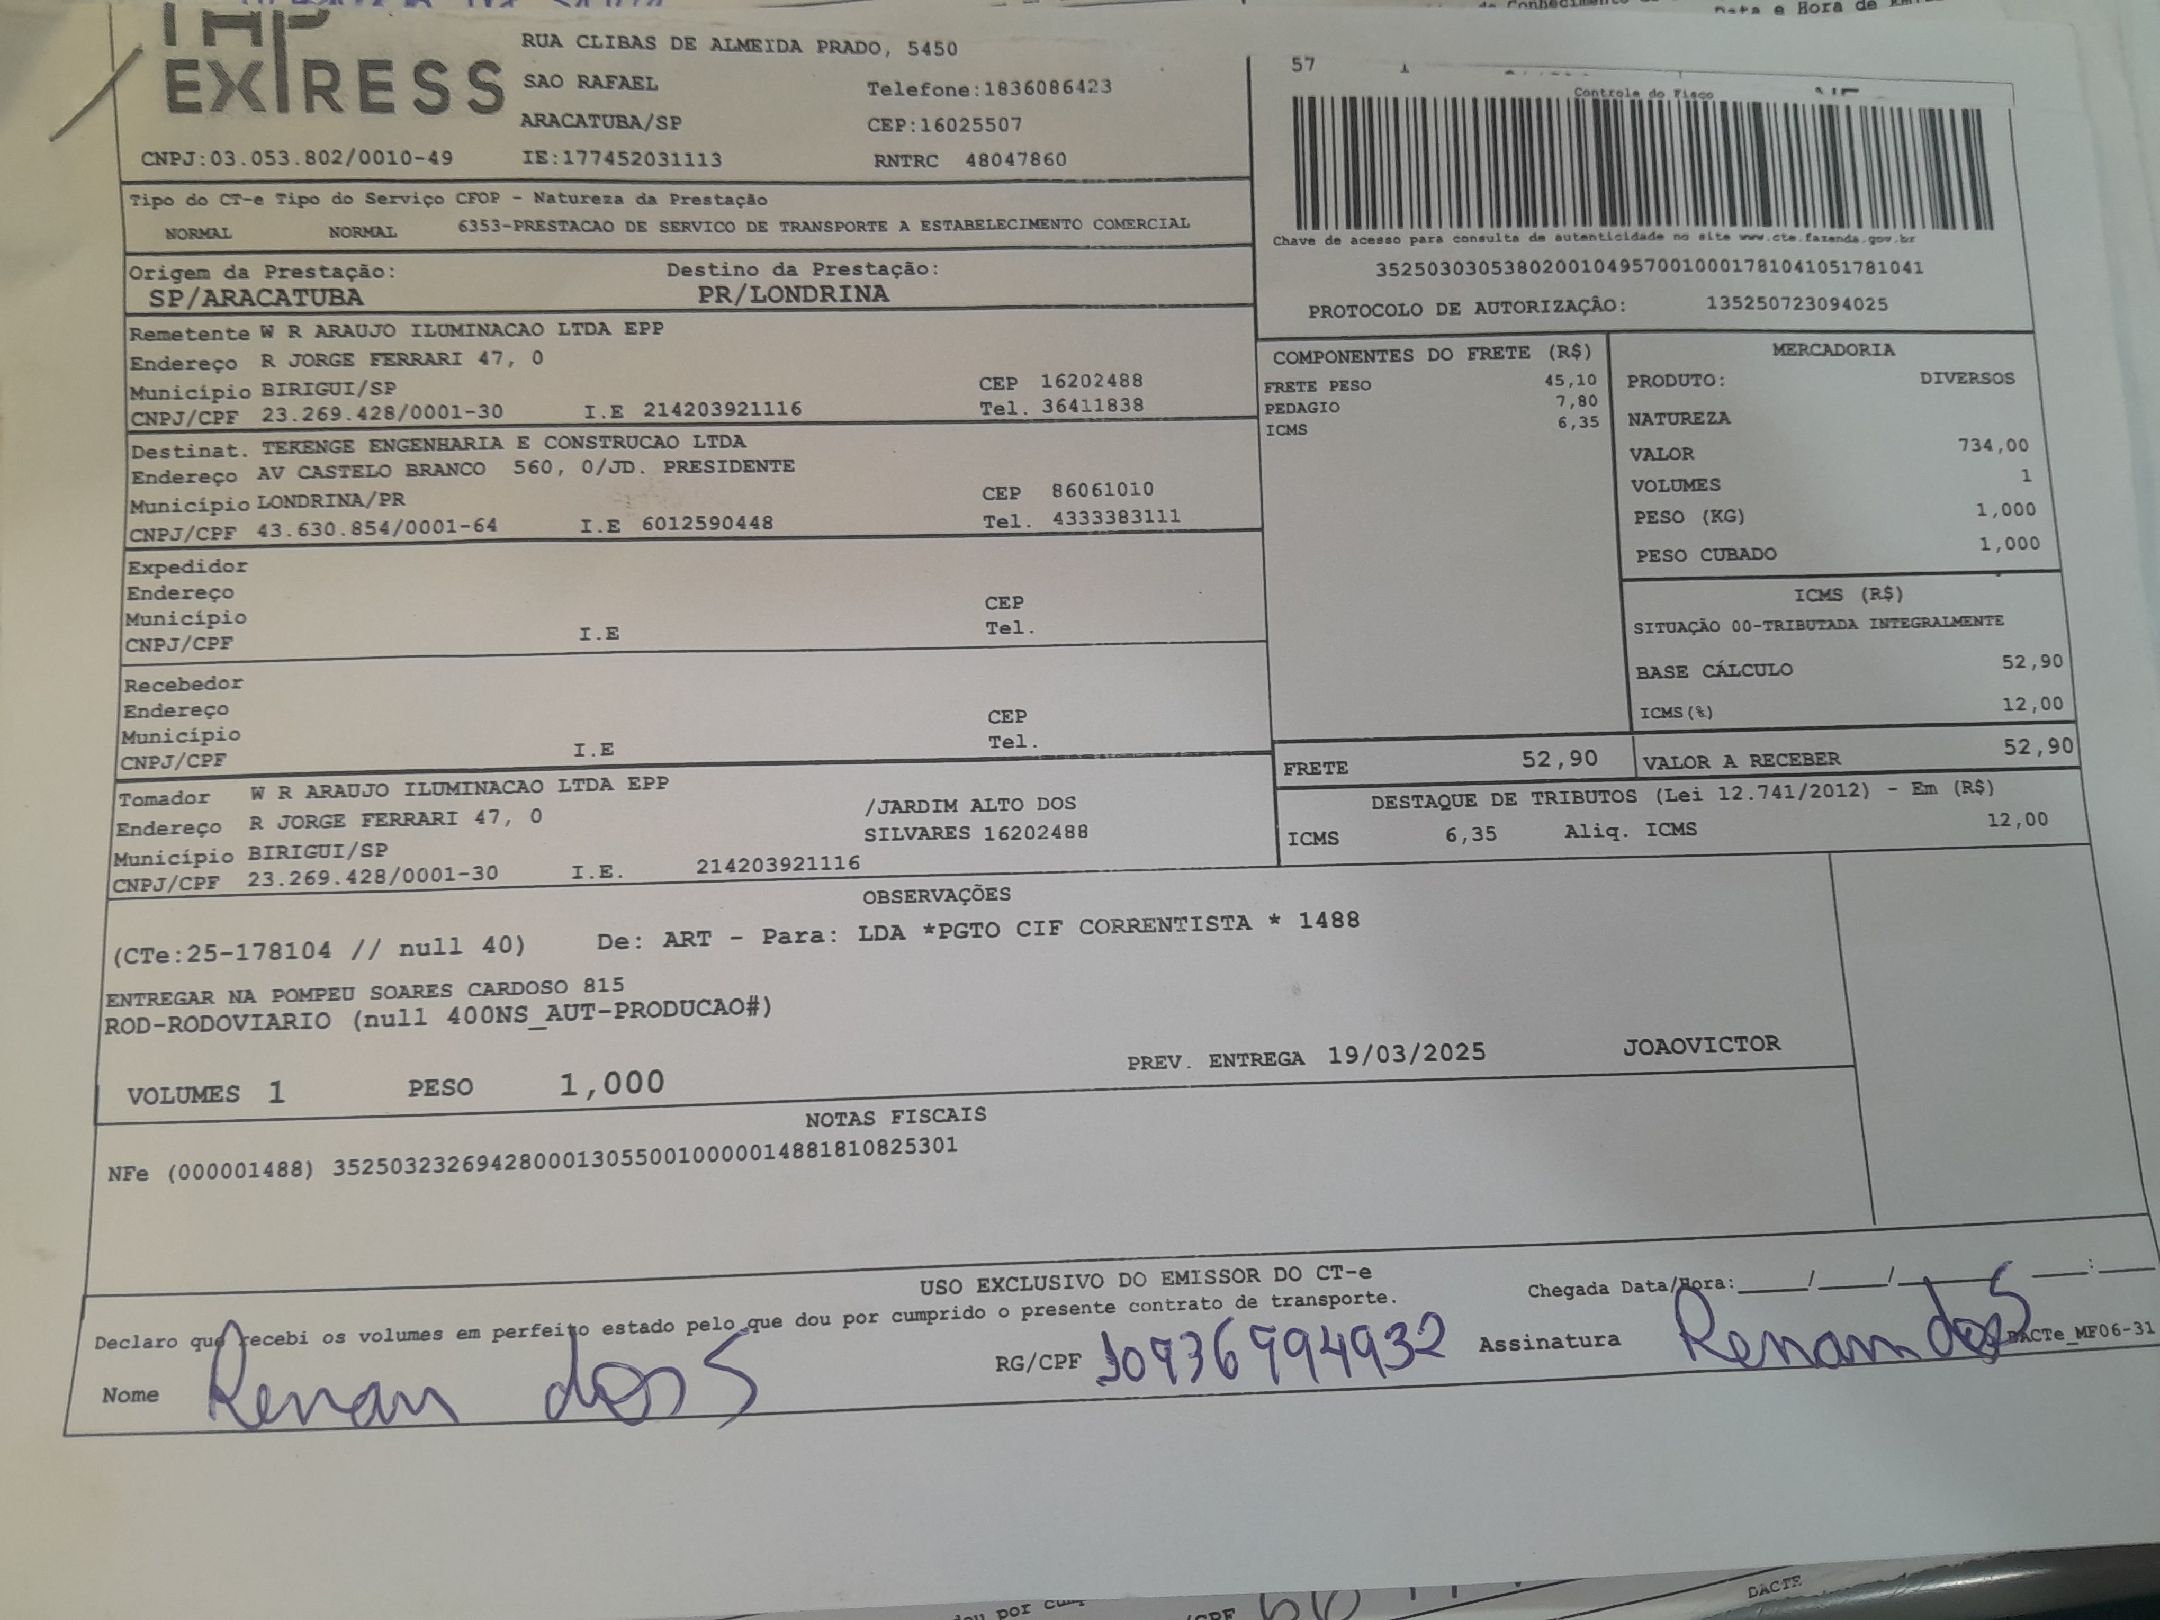 EXPRESS
RUA CLIBAS DE ALMEIDA PRADO, 5450
SAO RAFAEL Telefone:1836086423
ARACATUBA/SP CEP:16025507
CNPJ:03.053.802/0010-49 IE:177452031113 RNTRC 48047860
57
Controle do Fisco
Chave de acesso para consulta de autenticidade no site www.cte.fazenda.gov.br
35250303053802001049570010001781041051781041
PROTOCOLO DE AUTORIZAÇÃO: 135250723094025
Tipo do CT-e Tipo do Serviço CFOP - Natureza da Prestação
NORMAL NORMAL 6353-PRESTACAO DE SERVICO DE TRANSPORTE A ESTABELECIMENTO COMERCIAL
Origem da Prestação: Destino da Prestação:
SP/ARACATUBA PR/LONDRINA
Remetente W R ARAUJO ILUMINACAO LTDA EPP
Endereço R JORGE FERRARI 47, 0
Município BIRIGUI/SP CEP 16202488
CNPJ/CPF 23.269.428/0001-30 I.E 214203921116 Tel. 36411838
Destinat. TEKENGE ENGENHARIA E CONSTRUCAO LTDA
Endereço AV CASTELO BRANCO 560, 0/JD. PRESIDENTE
Município LONDRINA/PR CEP 86061010
CNPJ/CPF 43.630.854/0001-64 I.E 6012590448 Tel. 4333383111
Expedidor
Endereço
Município CEP
CNPJ/CPF I.E Tel.
Recebedor
Endereço
Município CEP
CNPJ/CPF I.E Tel.
Tomador W R ARAUJO ILUMINACAO LTDA EPP
Endereço R JORGE FERRARI 47, 0 /JARDIM ALTO DOS
Município BIRIGUI/SP SILVARES 16202488
CNPJ/CPF 23.269.428/0001-30 I.E. 214203921116
COMPONENTES DO FRETE (R$)
FRETE PESO 45,10
PEDAGIO 7,80
ICMS 6,35
MERCADORIA
PRODUTO: DIVERSOS
NATUREZA
VALOR 734,00
VOLUMES 1
PESO (KG) 1,000
PESO CUBADO 1,000
ICMS (R$)
SITUAÇÃO 00-TRIBUTADA INTEGRALMENTE
BASE CÁLCULO 52,90
ICMS(%) 12,00
FRETE 52,90 VALOR A RECEBER 52,90
DESTAQUE DE TRIBUTOS (Lei 12.741/2012) - Em (R$)
ICMS 6,35 Aliq. ICMS 12,00
OBSERVAÇÕES
(CTe:25-178104 // null 40) De: ART - Para: LDA *PGTO CIF CORRENTISTA * 1488
ENTREGAR NA POMPEU SOARES CARDOSO 815
ROD-RODOVIARIO (null 400NS_AUT-PRODUCAO#)
VOLUMES 1 PESO 1,000 PREV. ENTREGA 19/03/2025 JOAOVICTOR
NOTAS FISCAIS
NFe (000001488) 35250323269428000130550010000014881810825301
USO EXCLUSIVO DO EMISSOR DO CT-e
Declaro que recebi os volumes em perfeito estado pelo que dou por cumprido o presente contrato de transporte. Chegada Data/Hora:____/____/______ ___:___
Nome Renan dos S RG/CPF 10936994932 Assinatura Renan dos S DACTe_MF06-31
DACTE